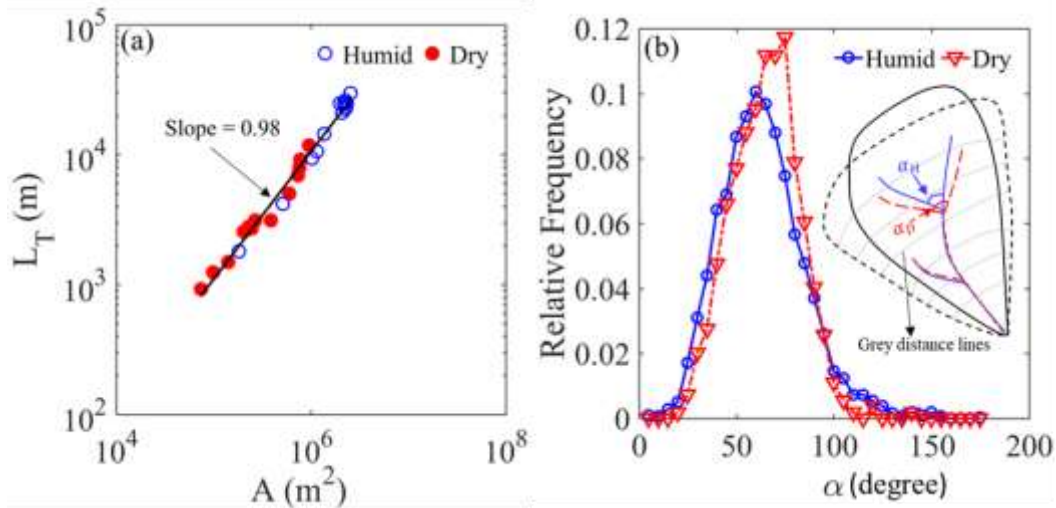 (a)
Humid
Dry
Slope = 0.98
10^5
10^4
10^3
10^2
L_T (m)
10^4
10^6
10^8
A (m^2)
(b)
Humid
Dry
0.12
0.1
0.08
0.06
0.04
0.02
0
Relative Frequency
α_H
Grey distance lines
0
50
100
150
200
α (degree)